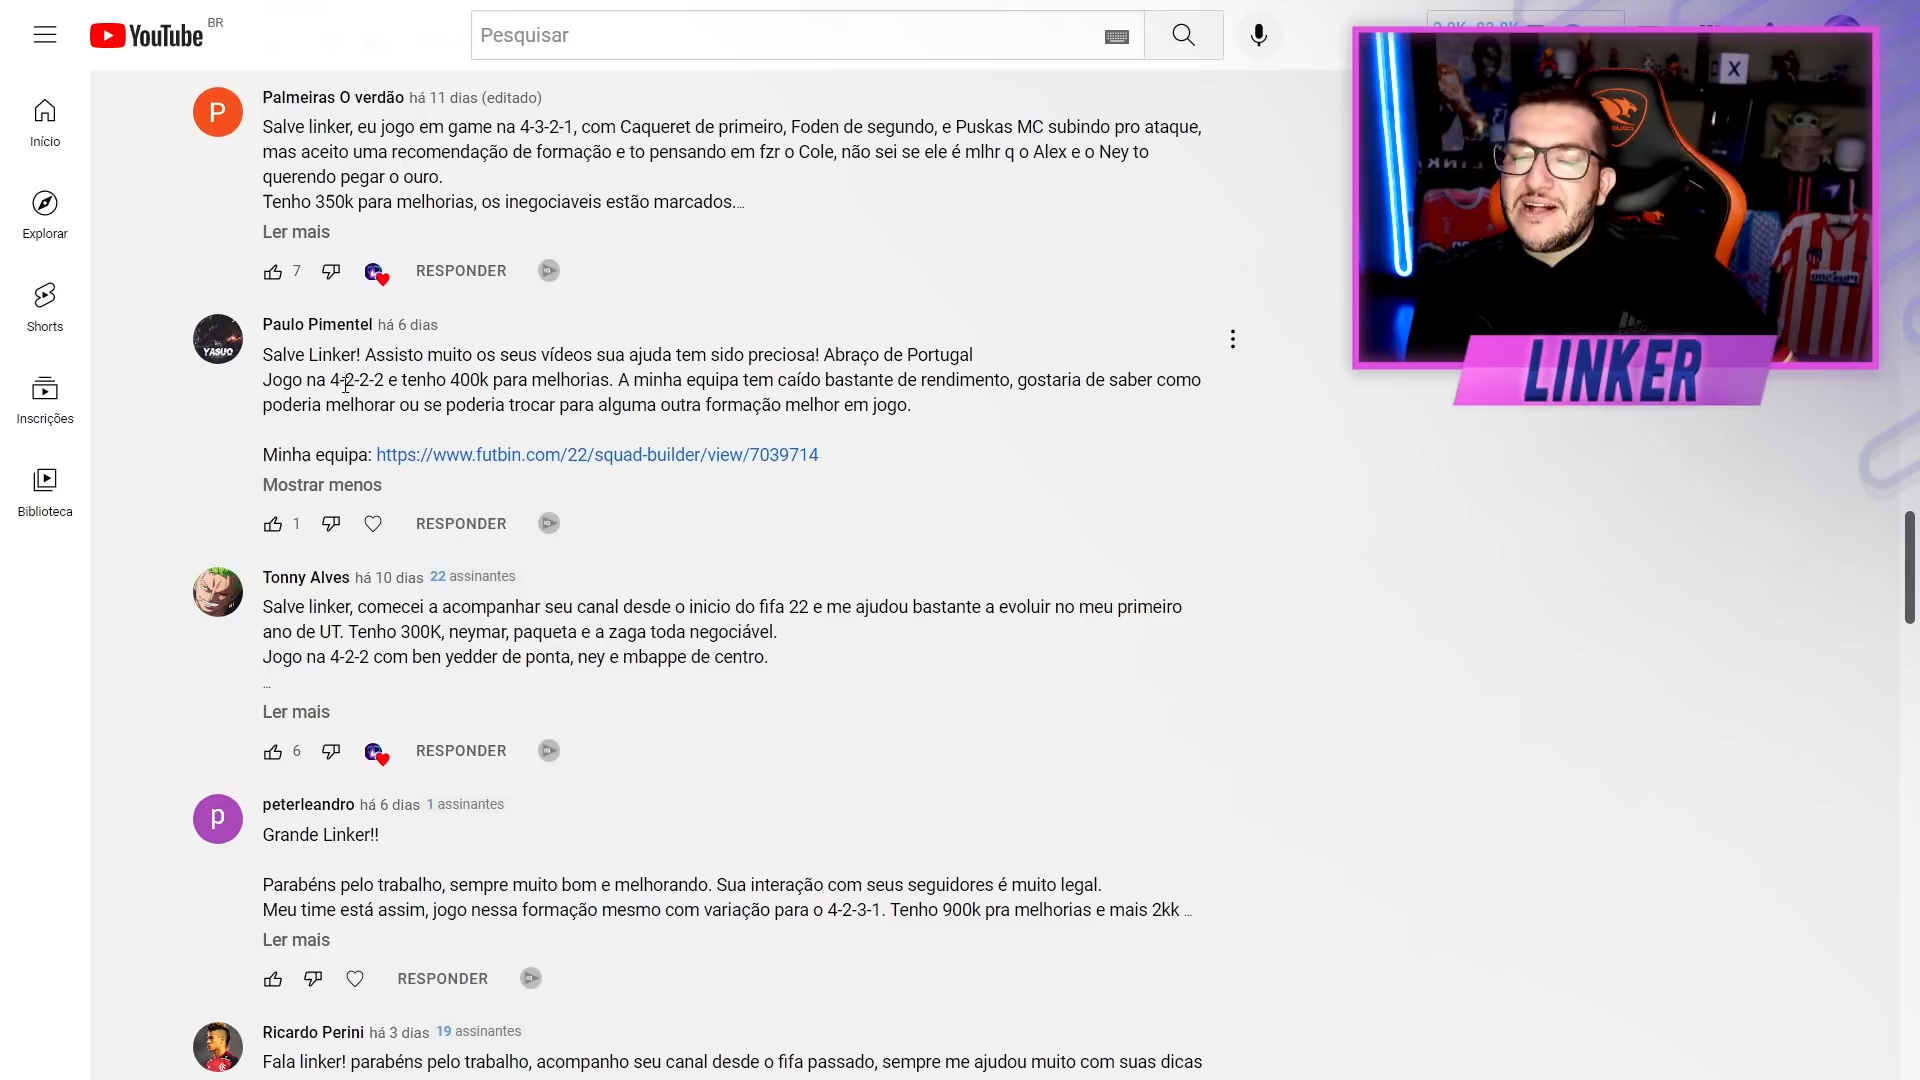 YouTube
BR
Pesquisar
Início
Explorar
Shorts
Inscrições
Biblioteca
P
Palmeiras O verdão há 11 dias (editado)
Salve linker, eu jogo em game na 4-3-2-1, com Caqueret de primeiro, Foden de segundo, e Puskas MC subindo pro ataque,
mas aceito uma recomendação de formação e to pensando em fzr o Cole, não sei se ele é mlhr q o Alex e o Ney to
querendo pegar o ouro.
Tenho 350k para melhorias, os inegociaveis estão marcados...
Ler mais
7
RESPONDER
YASUO
Paulo Pimentel há 6 dias
Salve Linker! Assisto muito os seus vídeos sua ajuda tem sido preciosa! Abraço de Portugal
Jogo na 4-2-2-2 e tenho 400k para melhorias. A minha equipa tem caído bastante de rendimento, gostaria de saber como
poderia melhorar ou se poderia trocar para alguma outra formação melhor em jogo.
Minha equipa: https://www.futbin.com/22/squad-builder/view/7039714
Mostrar menos
1
RESPONDER
Tonny Alves há 10 dias 22 assinantes
Salve linker, comecei a acompanhar seu canal desde o inicio do fifa 22 e me ajudou bastante a evoluir no meu primeiro
ano de UT. Tenho 300K, neymar, paqueta e a zaga toda negociável.
Jogo na 4-2-2 com ben yedder de ponta, ney e mbappe de centro.
...
Ler mais
6
RESPONDER
p
peterleandro há 6 dias 1 assinantes
Grande Linker!!
Parabéns pelo trabalho, sempre muito bom e melhorando. Sua interação com seus seguidores é muito legal.
Meu time está assim, jogo nessa formação mesmo com variação para o 4-2-3-1. Tenho 900k pra melhorias e mais 2kk ...
Ler mais
RESPONDER
Ricardo Perini há 3 dias 19 assinantes
Fala linker! parabéns pelo trabalho, acompanho seu canal desde o fifa passado, sempre me ajudou muito com suas dicas
X
LINKER